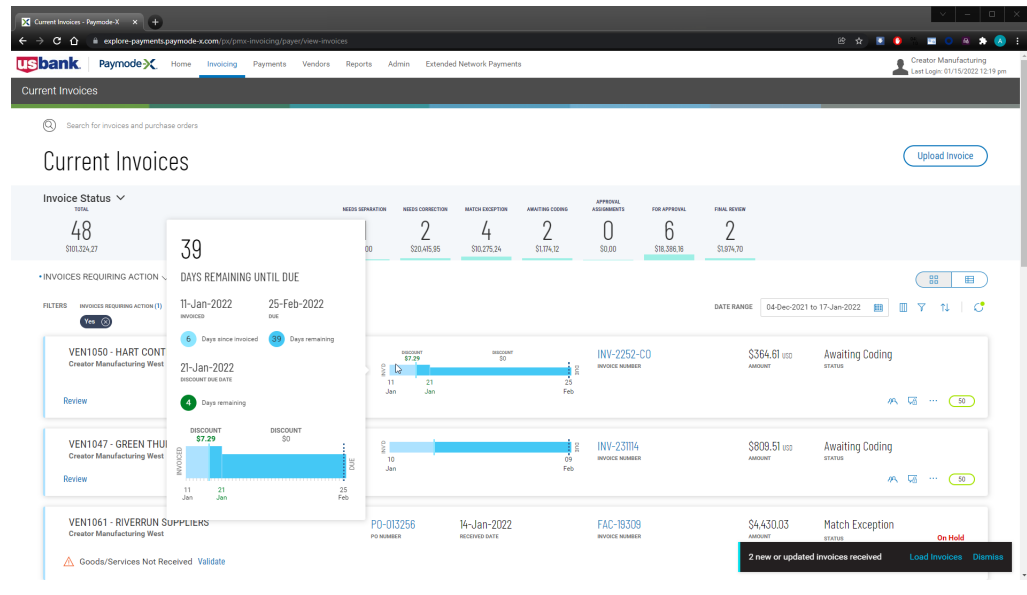 Current Invoices - Paymode-X
explore-payments.paymode-x.com/px/pmx-invoicing/payer/view-invoices
usbank. Paymode-X Home Invoicing Payments Vendors Reports Admin Extended Network Payments
Creator Manufacturing
Last Login: 01/15/2022 12:19 pm
Current Invoices
Search for invoices and purchase orders
Current Invoices
Upload Invoice
Invoice Status
TOTAL
48
$101,324.27
NEEDS SEPARATION
00
NEEDS CORRECTION
2
$20,415.95
MATCH EXCEPTION
4
$10,275.24
AWAITING CODING
2
$1,174.12
APPROVAL ASSIGNMENTS
0
$0.00
FOR APPROVAL
6
$18,386.16
FINAL REVIEW
2
$1,974.70
INVOICES REQUIRING ACTION
FILTERS INVOICES REQUIRING ACTION (1)
Yes
DATE RANGE 04-Dec-2021 to 17-Jan-2022
39
DAYS REMAINING UNTIL DUE
11-Jan-2022 25-Feb-2022
INVOICED DUE
6 Days since invoiced 39 Days remaining
21-Jan-2022
DISCOUNT DUE DATE
4 Days remaining
DISCOUNT DISCOUNT
$7.29 $0
INVOICED DUE
11 21 25
Jan Jan Feb
VEN1050 - HART CONT
Creator Manufacturing West
Review
DISCOUNT DISCOUNT
$7.29 $0
INVD DUE
11 21 25
Jan Jan Feb
INV-2252-CO
INVOICE NUMBER
$364.61 USD
AMOUNT
Awaiting Coding
STATUS
50
VEN1047 - GREEN THU
Creator Manufacturing West
Review
INVD DUE
10 09
Jan Feb
INV-231114
INVOICE NUMBER
$809.51 USD
AMOUNT
Awaiting Coding
STATUS
50
VEN1061 - RIVERRUN SUPPLIERS
Creator Manufacturing West
Goods/Services Not Received Validate
PO-013256
PO NUMBER
14-Jan-2022
RECEIVED DATE
FAC-19309
INVOICE NUMBER
$4,430.03
AMOUNT
Match Exception
STATUS
On Hold
2 new or updated invoices received Load Invoices Dismiss